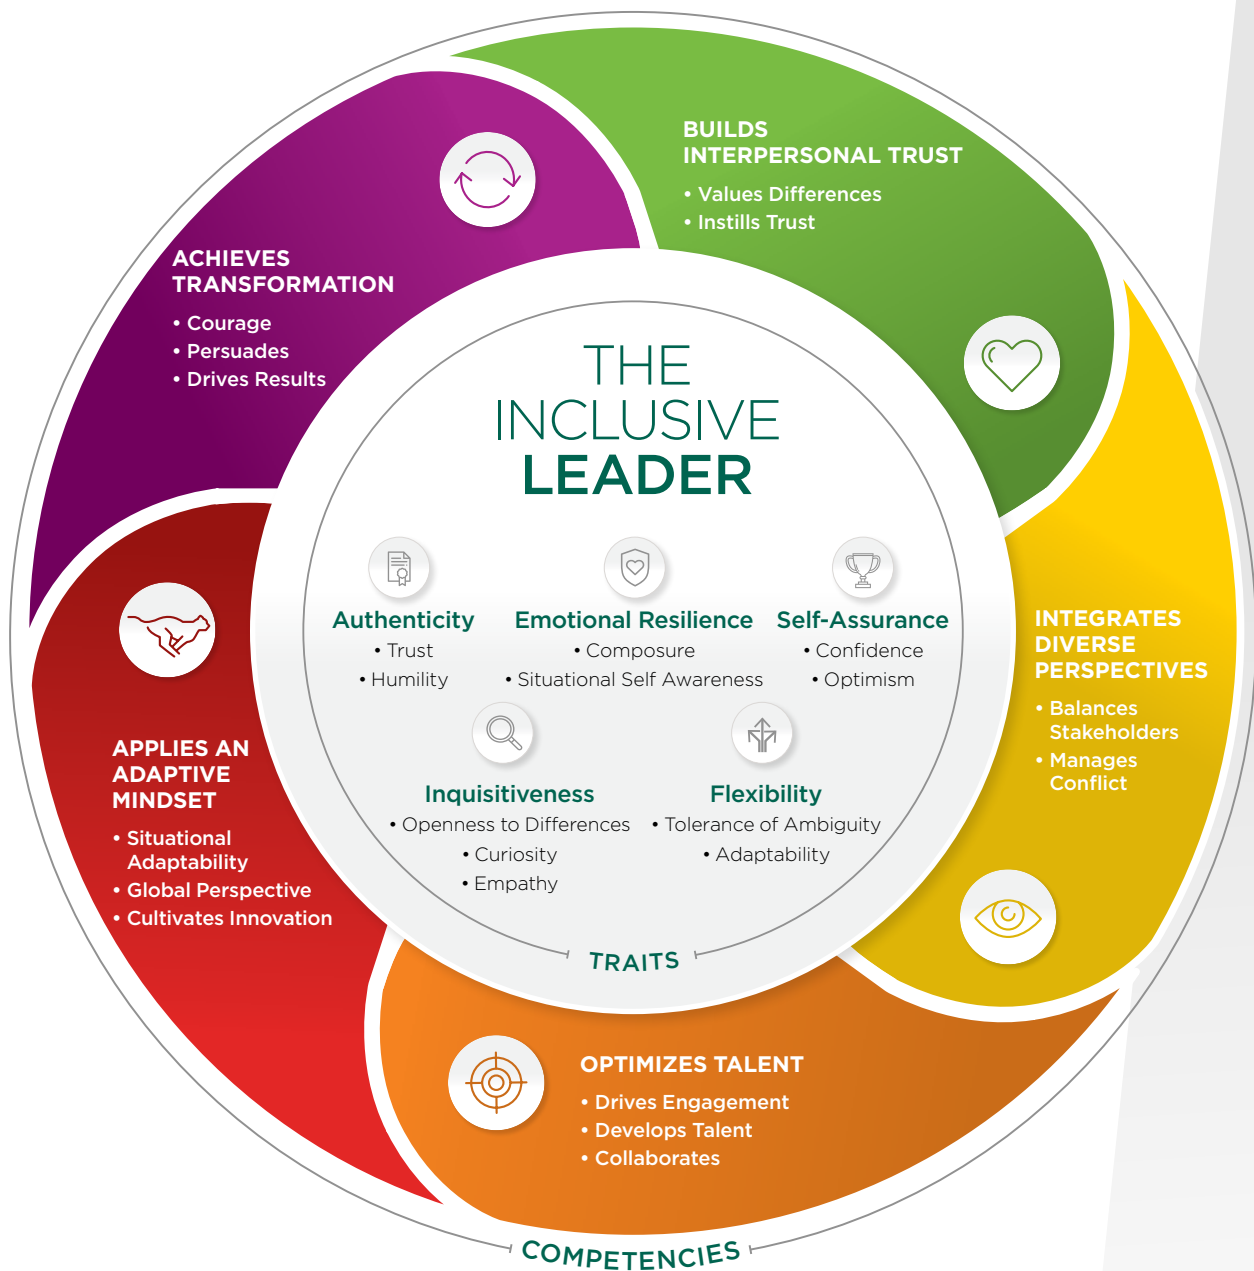 BUILDS
INTERPERSONAL TRUST
• Values Differences
• Instills Trust
ACHIEVES
TRANSFORMATION
• Courage
• Persuades
• Drives Results
THE
INCLUSIVE
LEADER
Authenticity
• Trust
• Humility
Emotional Resilience
• Composure
• Situational Self Awareness
Self-Assurance
• Confidence
• Optimism
Inquisitiveness
• Openness to Differences
• Curiosity
• Empathy
Flexibility
• Tolerance of Ambiguity
• Adaptability
TRAITS
INTEGRATES
DIVERSE
PERSPECTIVES
• Balances
Stakeholders
• Manages
Conflict
APPLIES AN
ADAPTIVE
MINDSET
• Situational
Adaptability
• Global Perspective
• Cultivates Innovation
OPTIMIZES TALENT
• Drives Engagement
• Develops Talent
• Collaborates
COMPETENCIES